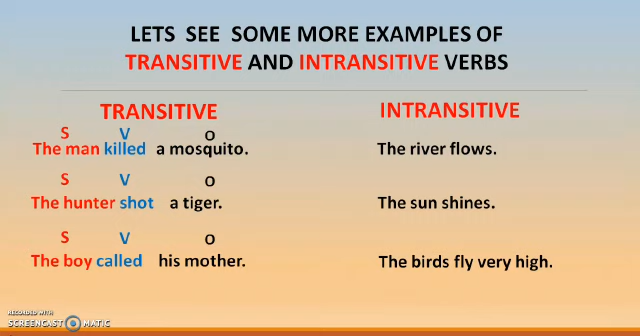 LETS SEE SOME MORE EXAMPLES OF
TRANSITIVE AND INTRANSITIVE VERBS
TRANSITIVE
S V O
The man killed a mosquito.
S V O
The hunter shot a tiger.
S V O
The boy called his mother.
INTRANSITIVE
The river flows.
The sun shines.
The birds fly very high.
RECORDED WITH
SCREENCAST MATIC